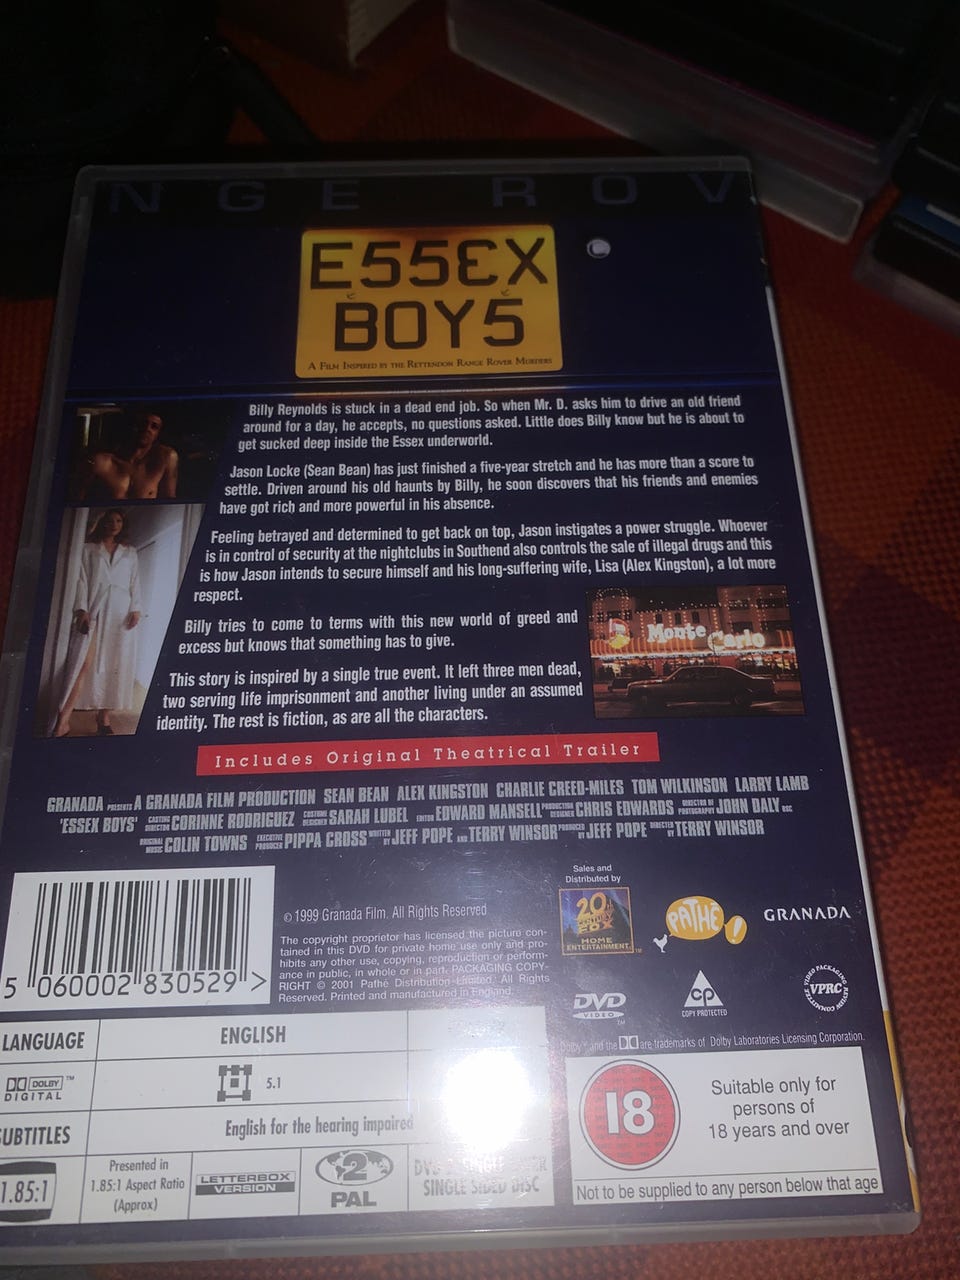 NGE ROV
E55EX
BOY5
A Film Inspired by the Rettendon Range Rover Murders
Billy Reynolds is stuck in a dead end job. So when Mr. D. asks him to drive an old friend
around for a day, he accepts, no questions asked. Little does Billy know but he is about to
get sucked deep inside the Essex underworld.
Jason Locke (Sean Bean) has just finished a five-year stretch and he has more than a score to
settle. Driven around his old haunts by Billy, he soon discovers that his friends and enemies
have got rich and more powerful in his absence.
Feeling betrayed and determined to get back on top, Jason instigates a power struggle. Whoever
is in control of security at the nightclubs in Southend also controls the sale of illegal drugs and this
is how Jason intends to secure himself and his long-suffering wife, Lisa (Alex Kingston), a lot more
respect.
Billy tries to come to terms with this new world of greed and
excess but knows that something has to give.
Monte Carlo
This story is inspired by a single true event. It left three men dead,
two serving life imprisonment and another living under an assumed
identity. The rest is fiction, as are all the characters.
Includes Original Theatrical Trailer
GRANADA PRESENTS A GRANADA FILM PRODUCTION SEAN BEAN ALEX KINGSTON CHARLIE CREED-MILES TOM WILKINSON LARRY LAMB
'ESSEX BOYS' CASTING DIRECTOR CORINNE RODRIGUEZ COSTUME DESIGNER SARAH LUBEL EDITOR EDWARD MANSELL PRODUCTION DESIGNER CHRIS EDWARDS DIRECTOR OF PHOTOGRAPHY JOHN DALY BSC
ORIGINAL MUSIC COLIN TOWNS EXECUTIVE PRODUCER PIPPA CROSS WRITTEN BY JEFF POPE AND TERRY WINSOR PRODUCED BY JEFF POPE DIRECTED BY TERRY WINSOR
5 060002 830529 >
© 1999 Granada Film. All Rights Reserved
The copyright proprietor has licensed the picture con-
tained in this DVD for private home use only and pro-
hibits any other use, copying, reproduction or perform-
ance in public, in whole or in part. PACKAGING COPY-
RIGHT © 2001 Pathé Distribution Limited. All Rights
Reserved. Printed and manufactured in England.
Sales and
Distributed by
20th
CENTURY
FOX
HOME
ENTERTAINMENT
TM
PATHÉ!
GRANADA
DVD
VIDEO
TM
CP
COPY PROTECTED
VIDEO PACKAGING REVIEW COMMITTEE
VPRC
Dolby and the DD are trademarks of Dolby Laboratories Licensing Corporation.
LANGUAGE
ENGLISH
DOLBY TM
DIGITAL
5.1
SUBTITLES
English for the hearing impaired
1.85:1
Presented in
1.85:1 Aspect Ratio
(Approx)
LETTERBOX
VERSION
2
PAL
SINGLE SIDED DISC
18
Suitable only for
persons of
18 years and over
Not to be supplied to any person below that age